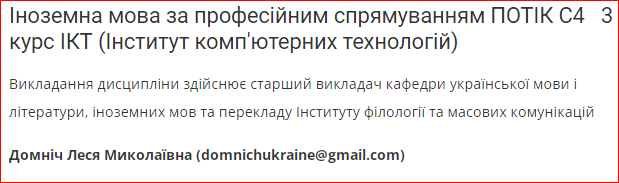 Іноземна мова за професійним спрямуванням ПОТІК С4 3
курс ІКТ (Інститут комп'ютерних технологій)
Викладання дисципліни здійснює старший викладач кафедри української мови і
літератури, іноземних мов та перекладу Інституту філології та масових комунікацій
Домніч Леся Миколаївна (domnichukraine@gmail.com)